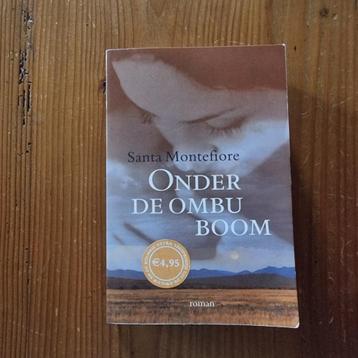 Santa Montefiore
ONDER
DE OMBU
BOOM
€4,95
roman